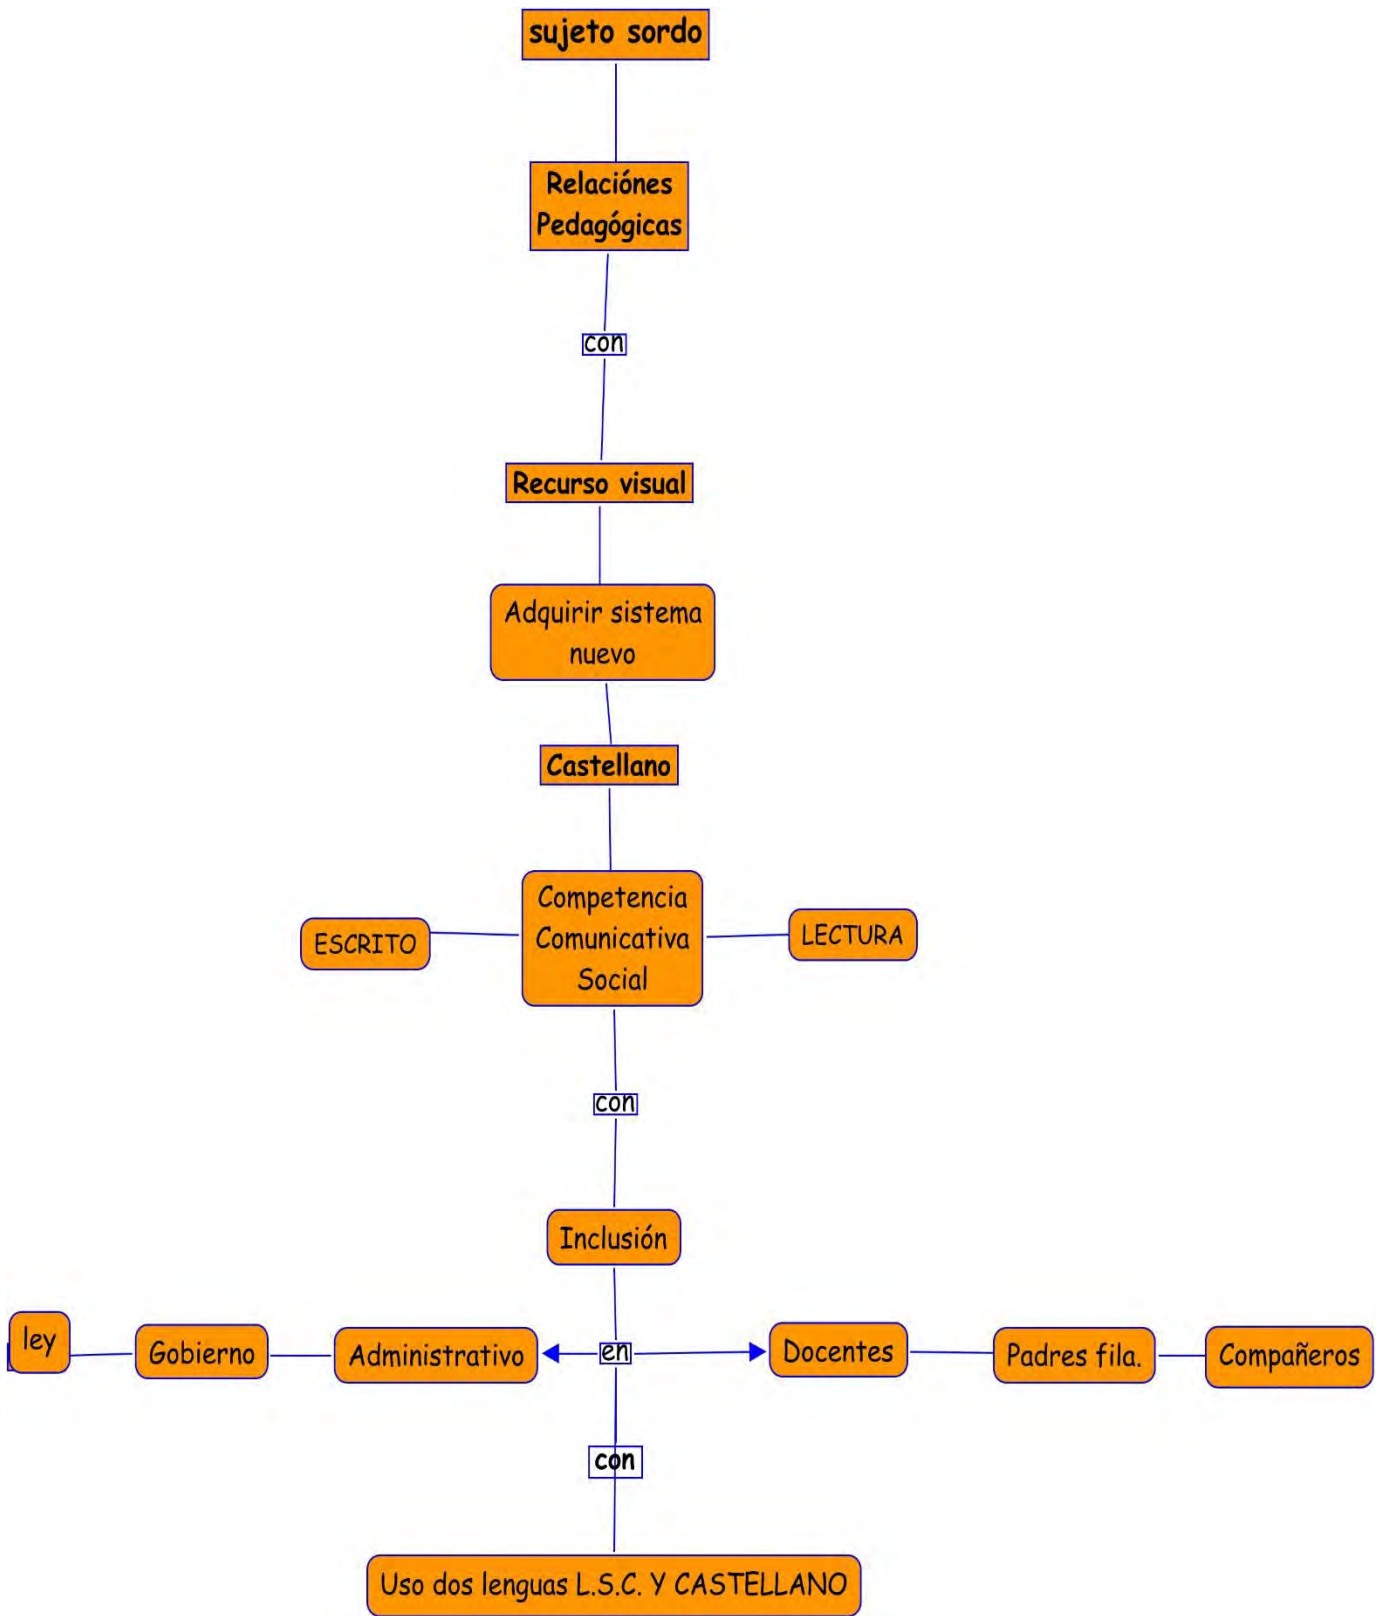 sujeto sordo
Relaciónes
Pedagógicas
con
Recurso visual
Adquirir sistema
nuevo
Castellano
Competencia
Comunicativa
Social
ESCRITO
LECTURA
con
Inclusión
ley
Gobierno
Administrativo
en
Docentes
Padres fila.
Compañeros
con
Uso dos lenguas L.S.C. Y CASTELLANO